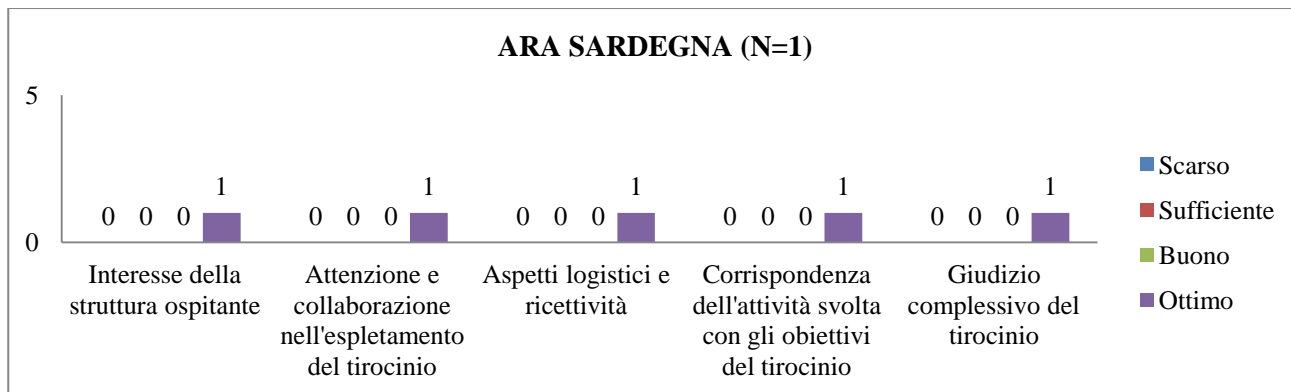 ARA SARDEGNA (N=1)
5
0
0 0 0 1
0 0 0 1
0 0 0 1
0 0 0 1
0 0 0 1
Interesse della
struttura ospitante
Attenzione e
collaborazione
nell'espletamento
del tirocinio
Aspetti logistici e
ricettività
Corrispondenza
dell'attività svolta
con gli obiettivi
del tirocinio
Giudizio
complessivo del
tirocinio
Scarso
Sufficiente
Buono
Ottimo